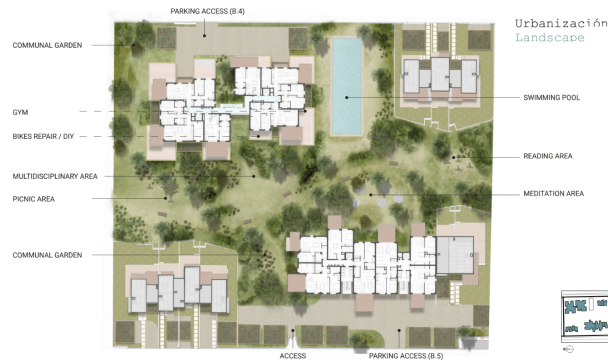 PARKING ACCESS (B.4)
Urbanización
Landscape
COMMUNAL GARDEN
SWIMMING POOL
GYM
BIKES REPAIR / DIY
READING AREA
MULTIDISCIPLINARY AREA
MEDITATION AREA
PICNIC AREA
COMMUNAL GARDEN
ACCESS
PARKING ACCESS (B.5)